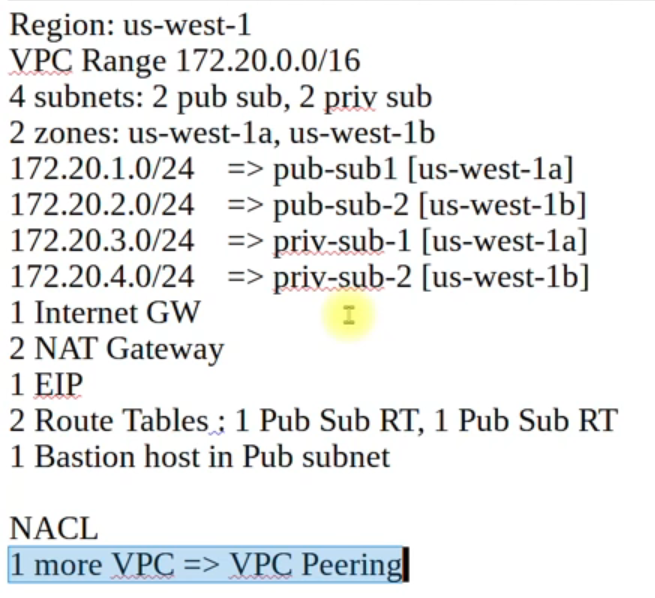 Region: us-west-1
VPC Range 172.20.0.0/16
4 subnets: 2 pub sub, 2 priv sub
2 zones: us-west-1a, us-west-1b
172.20.1.0/24 => pub-sub1 [us-west-1a]
172.20.2.0/24 => pub-sub-2 [us-west-1b]
172.20.3.0/24 => priv-sub-1 [us-west-1a]
172.20.4.0/24 => priv-sub-2 [us-west-1b]
1 Internet GW
2 NAT Gateway
1 EIP
2 Route Tables : 1 Pub Sub RT, 1 Pub Sub RT
1 Bastion host in Pub subnet
NACL
1 more VPC => VPC Peering